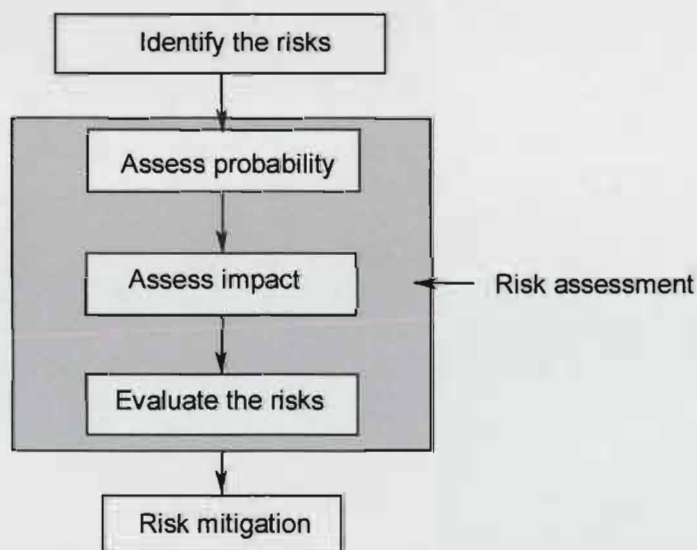 Identify the risks
Assess probability
Assess impact
Risk assessment
Evaluate the risks
Risk mitigation